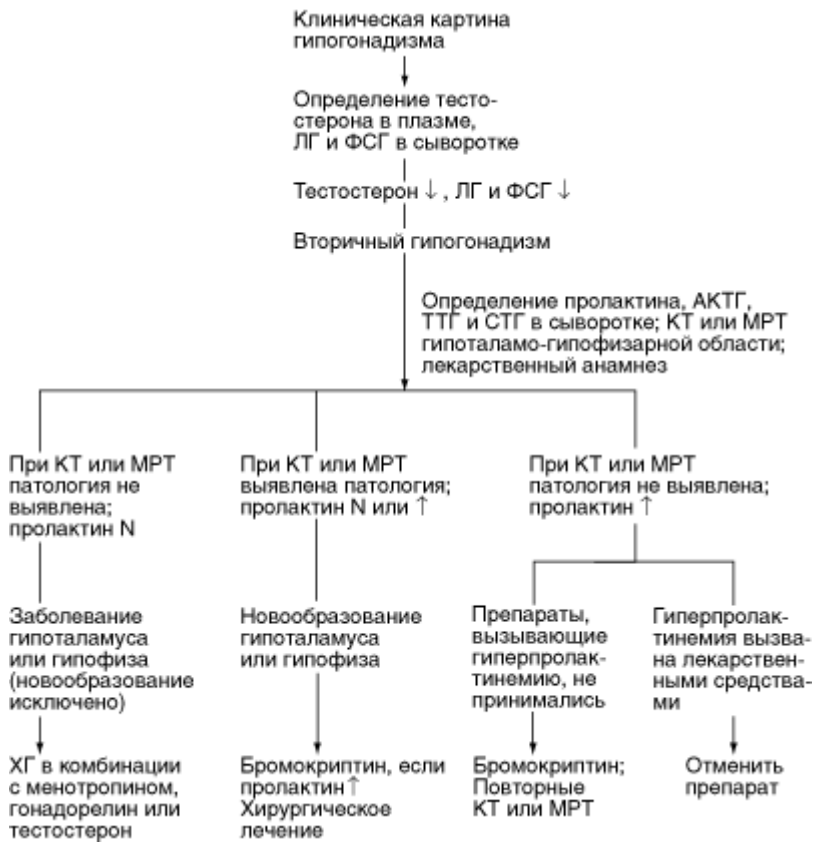 Клиническая картина
гипогонадизма
Определение тесто-
стерона в плазме,
ЛГ и ФСГ в сыворотке
Тестостерон ↓ , ЛГ и ФСГ ↓
Вторичный гипогонадизм
Определение пролактина, АКТГ,
ТТГ и СТГ в сыворотке; КТ или МРТ
гипоталамо-гипофизарной области;
лекарственный анамнез
При КТ или МРТ
патология не
выявлена;
пролактин N
При КТ или МРТ
выявлена патология;
пролактин N или ↑
При КТ или МРТ
патология не выявлена;
пролактин ↑
Заболевание
гипоталамуса
или гипофиза
(новообразование
исключено)
Новообразование
гипоталамуса
или гипофиза
Препараты,
вызывающие
гиперпролак-
тинемию, не
принимались
Гиперпролак-
тинемия вызва-
на лекарствен-
ными средства-
ми
ХГ в комбинации
с менотропином,
гонадорелин или
тестостерон
Бромокриптин, если
пролактин ↑
Хирургическое
лечение
Бромокриптин;
Повторные
КТ или МРТ
Отменить
препарат